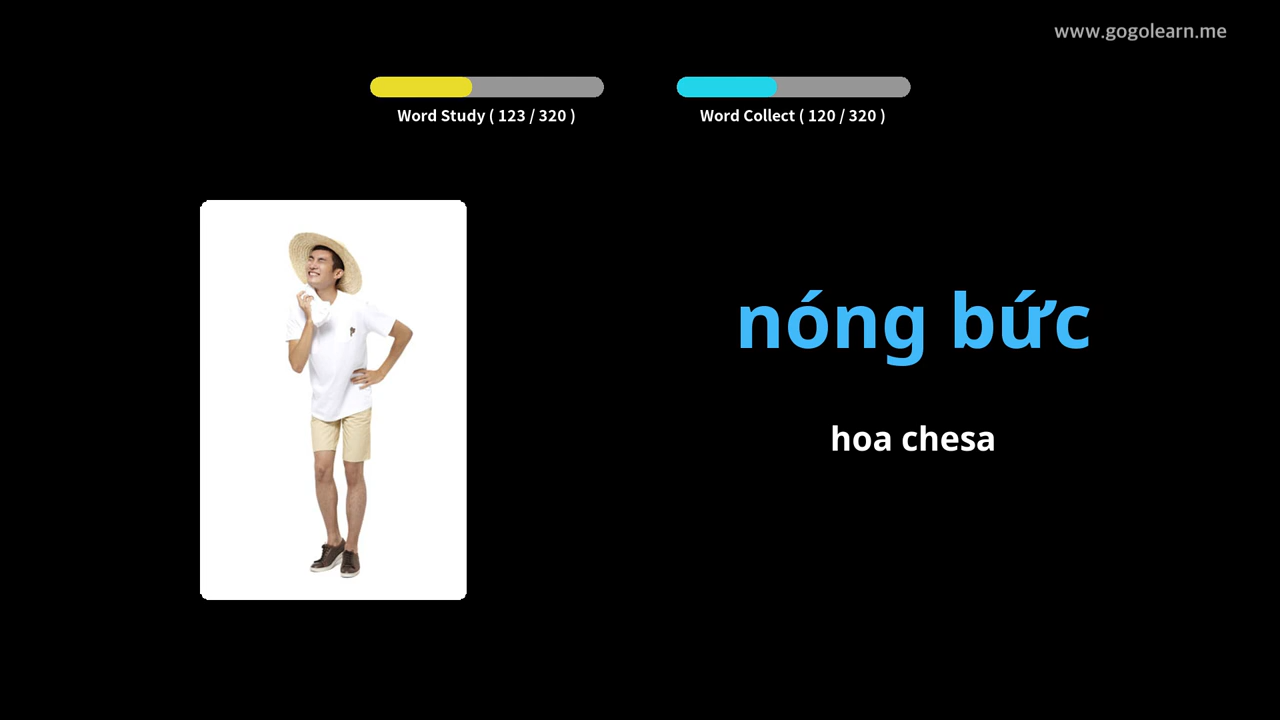 www.gogolearn.me
Word Study ( 123 / 320 )
Word Collect ( 120 / 320 )
nóng bức
hoa chesa